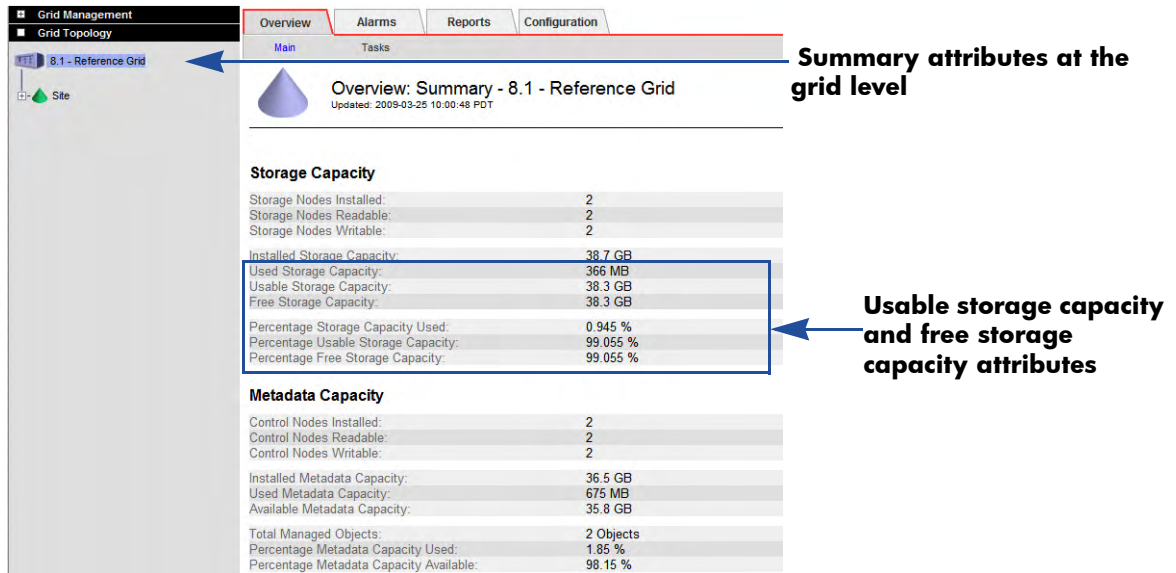 Grid Management
Grid Topology
8.1 - Reference Grid
Site
Overview Alarms Reports Configuration
Main Tasks
Overview: Summary - 8.1 - Reference Grid
Updated: 2009-03-25 10:00:48 PDT
Summary attributes at the
grid level
Storage Capacity
Storage Nodes Installed: 2
Storage Nodes Readable: 2
Storage Nodes Writable: 2
Installed Storage Capacity: 38.7 GB
Used Storage Capacity: 366 MB
Usable Storage Capacity: 38.3 GB
Free Storage Capacity: 38.3 GB
Percentage Storage Capacity Used: 0.945 %
Percentage Usable Storage Capacity: 99.055 %
Percentage Free Storage Capacity: 99.055 %
Usable storage capacity
and free storage
capacity attributes
Metadata Capacity
Control Nodes Installed: 2
Control Nodes Readable: 2
Control Nodes Writable: 2
Installed Metadata Capacity: 36.5 GB
Used Metadata Capacity: 675 MB
Available Metadata Capacity: 35.8 GB
Total Managed Objects: 2 Objects
Percentage Metadata Capacity Used: 1.85 %
Percentage Metadata Capacity Available: 98.15 %